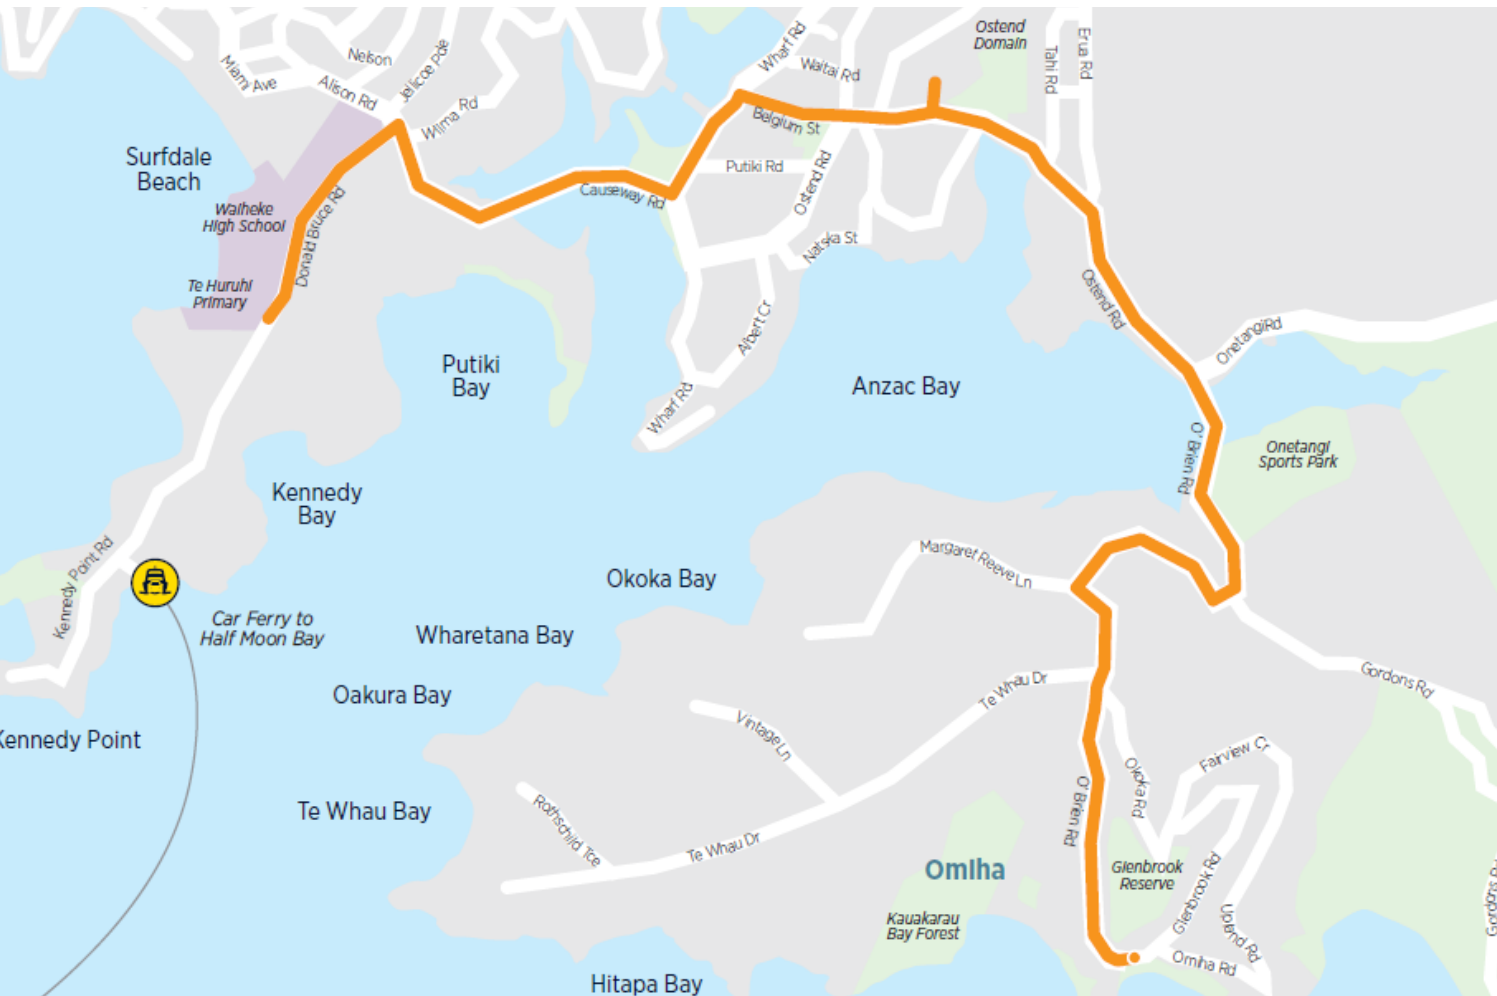 Wharf Rd
Ostend
Domain
Erua Rd
Tahi Rd
Nelson
Jellicoe Pde
Miami Ave
Alison Rd
Waitai Rd
Wilma Rd
Belgium St
Surfdale
Beach
Putiki Rd
Ostend Rd
Causeway Rd
Waiheke
High School
Donald Bruce Rd
Natska St
Te Huruhi
Primary
Ostend Rd
Albert Cr
Onetangi Rd
Putiki
Bay
Anzac Bay
Wharf Rd
O'Brien Rd
Onetangi
Sports Park
Kennedy
Bay
Kennedy Point Rd
Margaret Reeve Ln
Okoka Bay
Car Ferry to
Half Moon Bay
Wharetana Bay
Gordons Rd
Te Whau Dr
Oakura Bay
Vintage Ln
Kennedy Point
Fairview Cr
Okoka Rd
Te Whau Bay
O'Brien Rd
Rothschild Tce
Te Whau Dr
Omiha
Glenbrook
Reserve
Glenbrook Rd
Gordons Rd
Kauakarau
Bay Forest
Upland Rd
Omiha Rd
Hitapa Bay